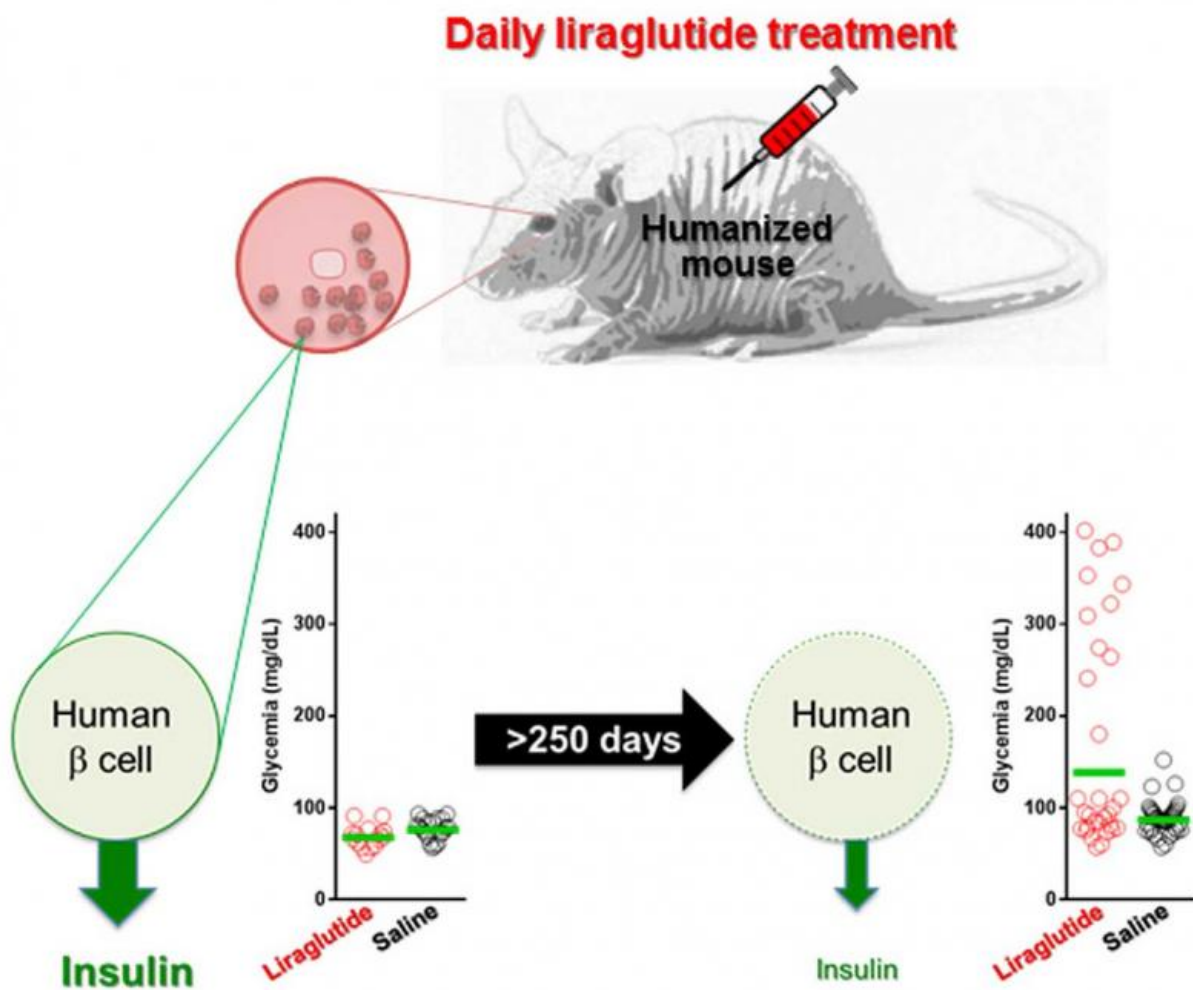 Daily liraglutide treatment
Humanized
mouse
Human
β cell
Insulin
Glycemia (mg/dL)
400
300
200
100
0
Liraglutide
Saline
>250 days
Human
β cell
Insulin
Glycemia (mg/dL)
400
300
200
100
0
Liraglutide
Saline